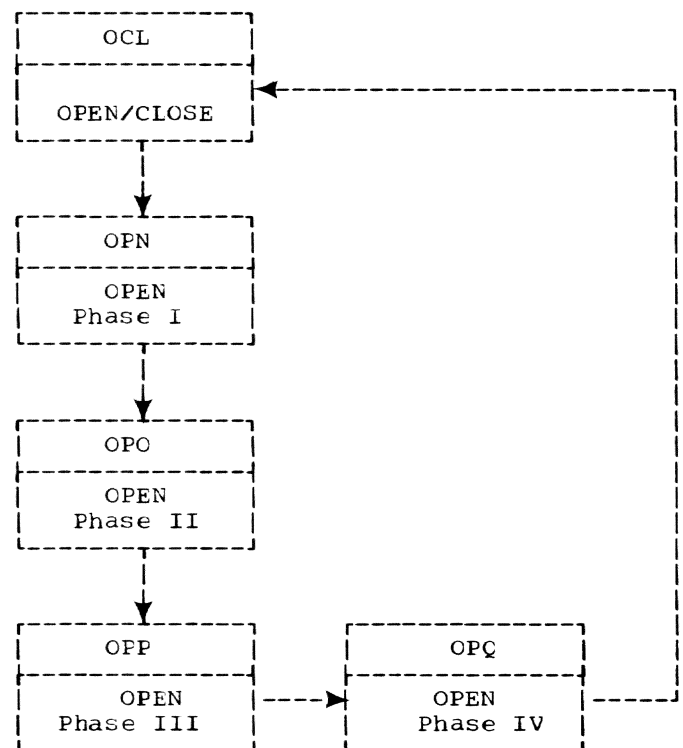 OCL
OPEN/CLOSE
OPN
OPEN
Phase I
OPO
OPEN
Phase II
OPP
OPEN
Phase III
OPQ
OPEN
Phase IV